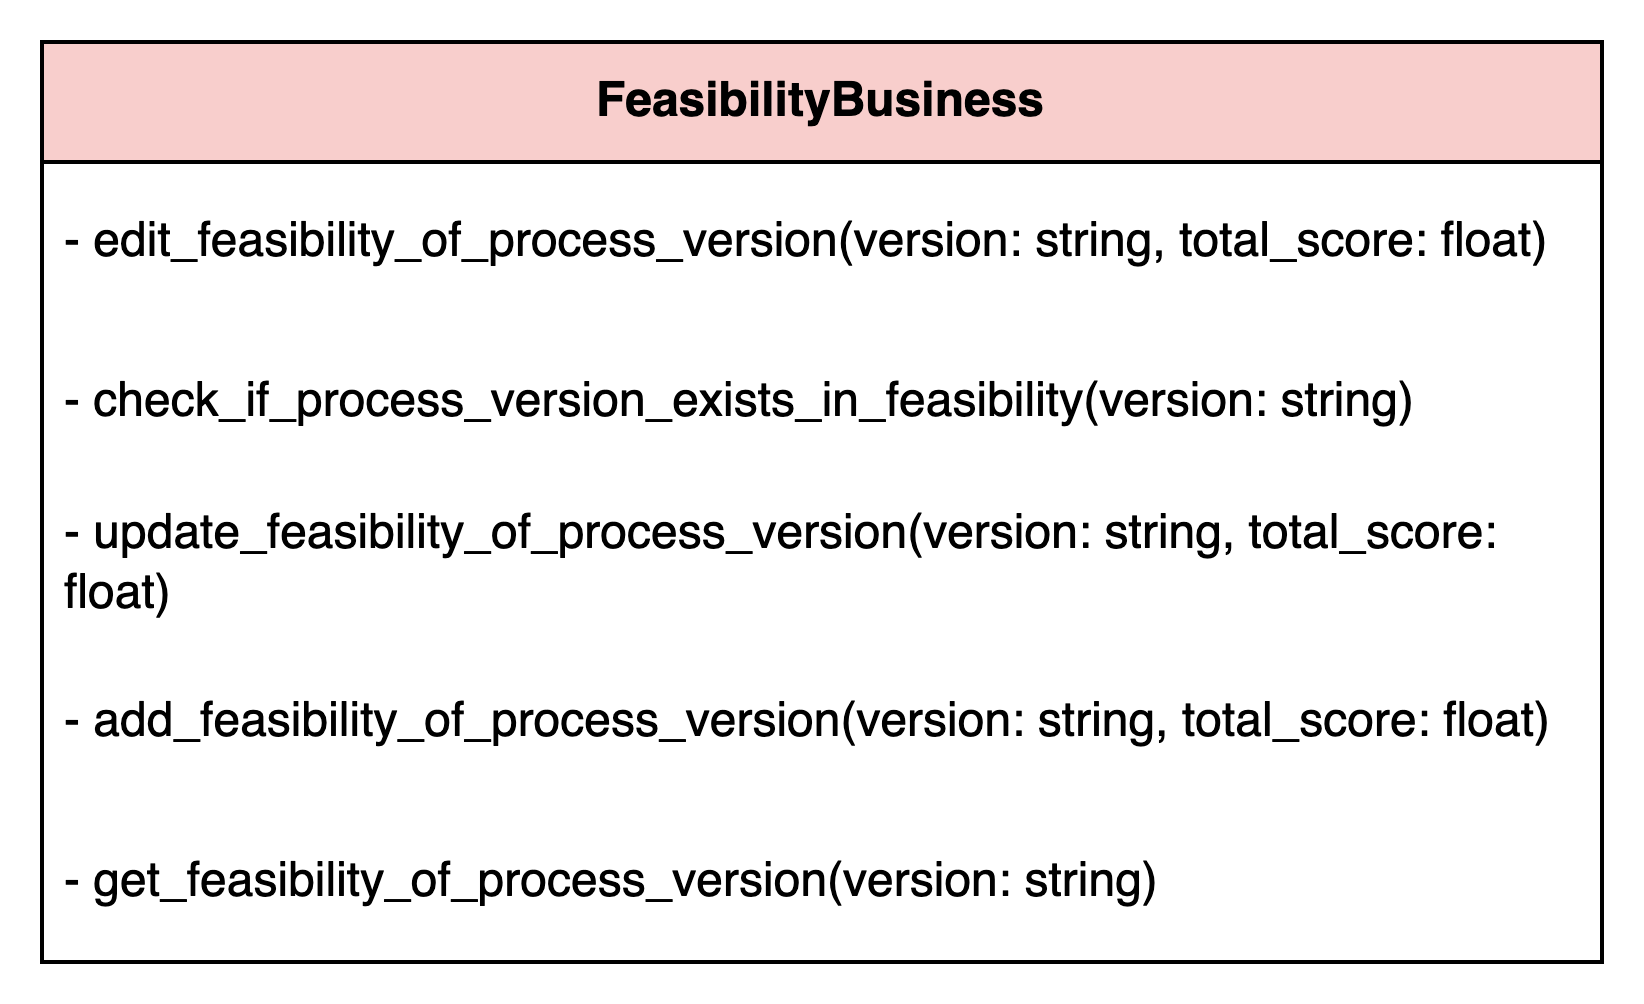 FeasibilityBusiness
- edit_feasibility_of_process_version(version: string, total_score: float)
- check_if_process_version_exists_in_feasibility(version: string)
- update_feasibility_of_process_version(version: string, total_score:
float)
- add_feasibility_of_process_version(version: string, total_score: float)
- get_feasibility_of_process_version(version: string)